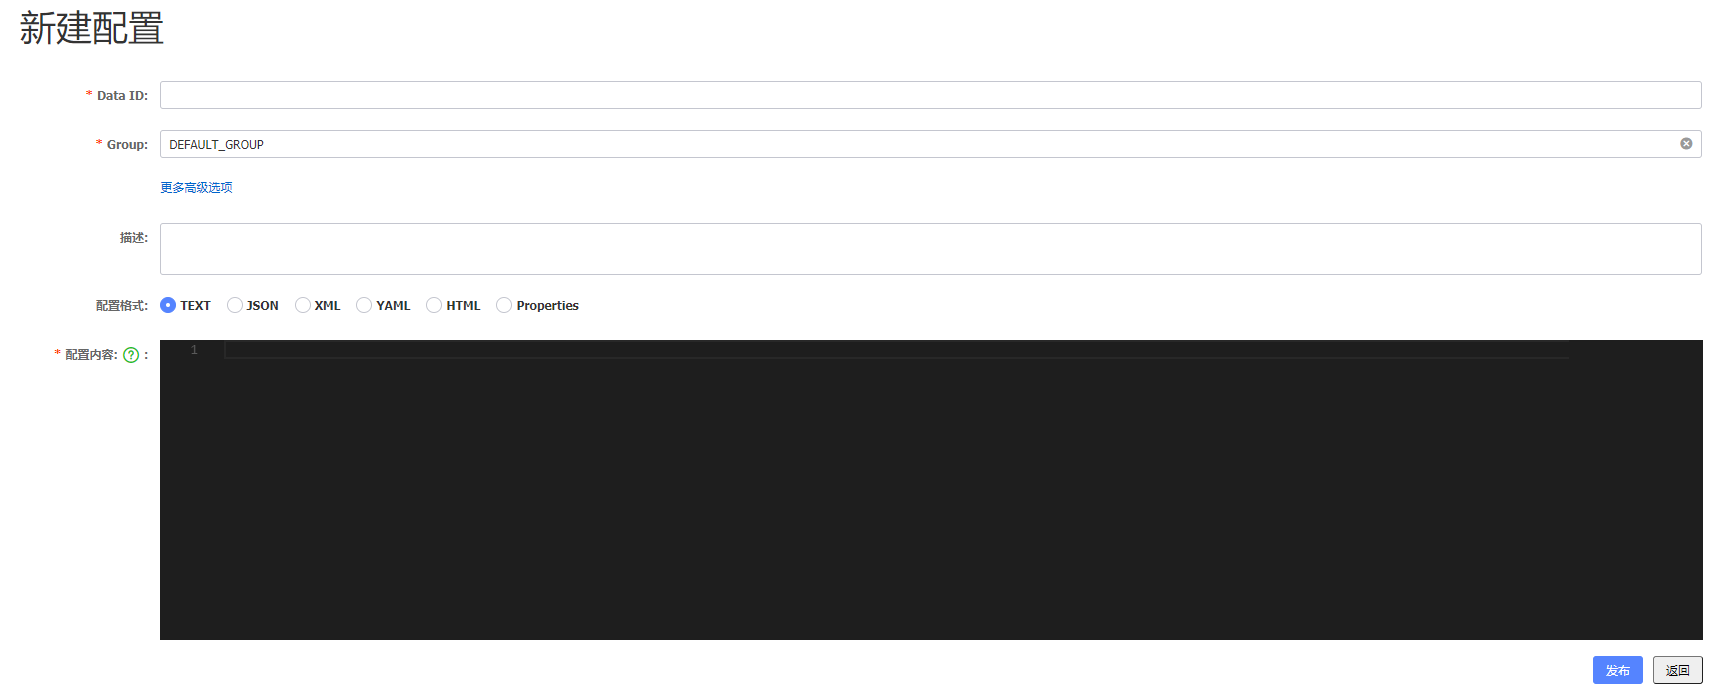 新建配置
* Data ID:
* Group: DEFAULT_GROUP
更多高级选项
描述:
配置格式: TEXT JSON XML YAML HTML Properties
* 配置内容: ? : 1
发布 返回